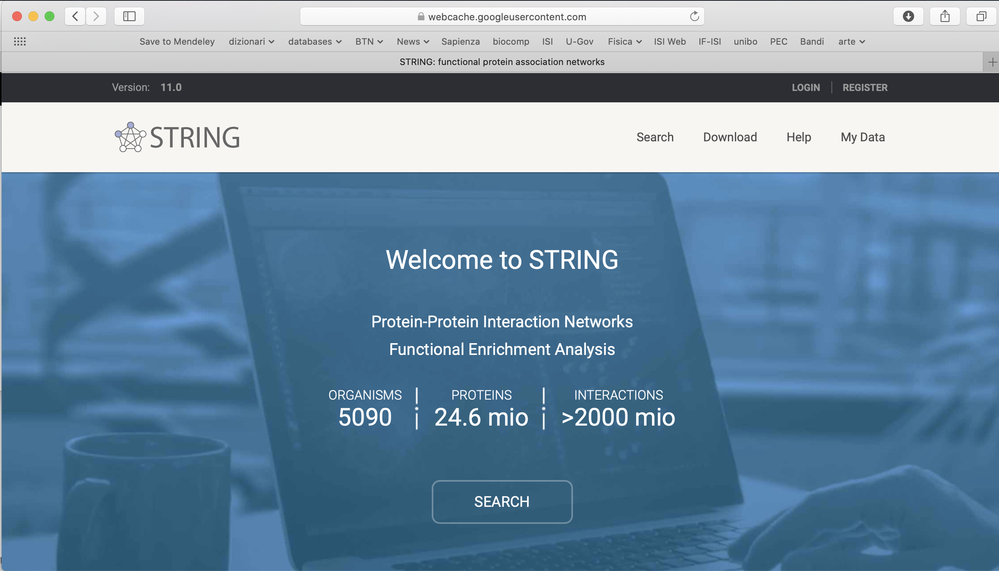 webcache.googleusercontent.com
Save to Mendeley dizionari databases BTN News Sapienza biocomp ISI U-Gov Fisica ISI Web IF-ISI unibo PEC Bandi arte
STRING: functional protein association networks
Version: 11.0 LOGIN REGISTER
STRING Search Download Help My Data
Welcome to STRING
Protein-Protein Interaction Networks
Functional Enrichment Analysis
ORGANISMS PROTEINS INTERACTIONS
5090 24.6 mio >2000 mio
SEARCH